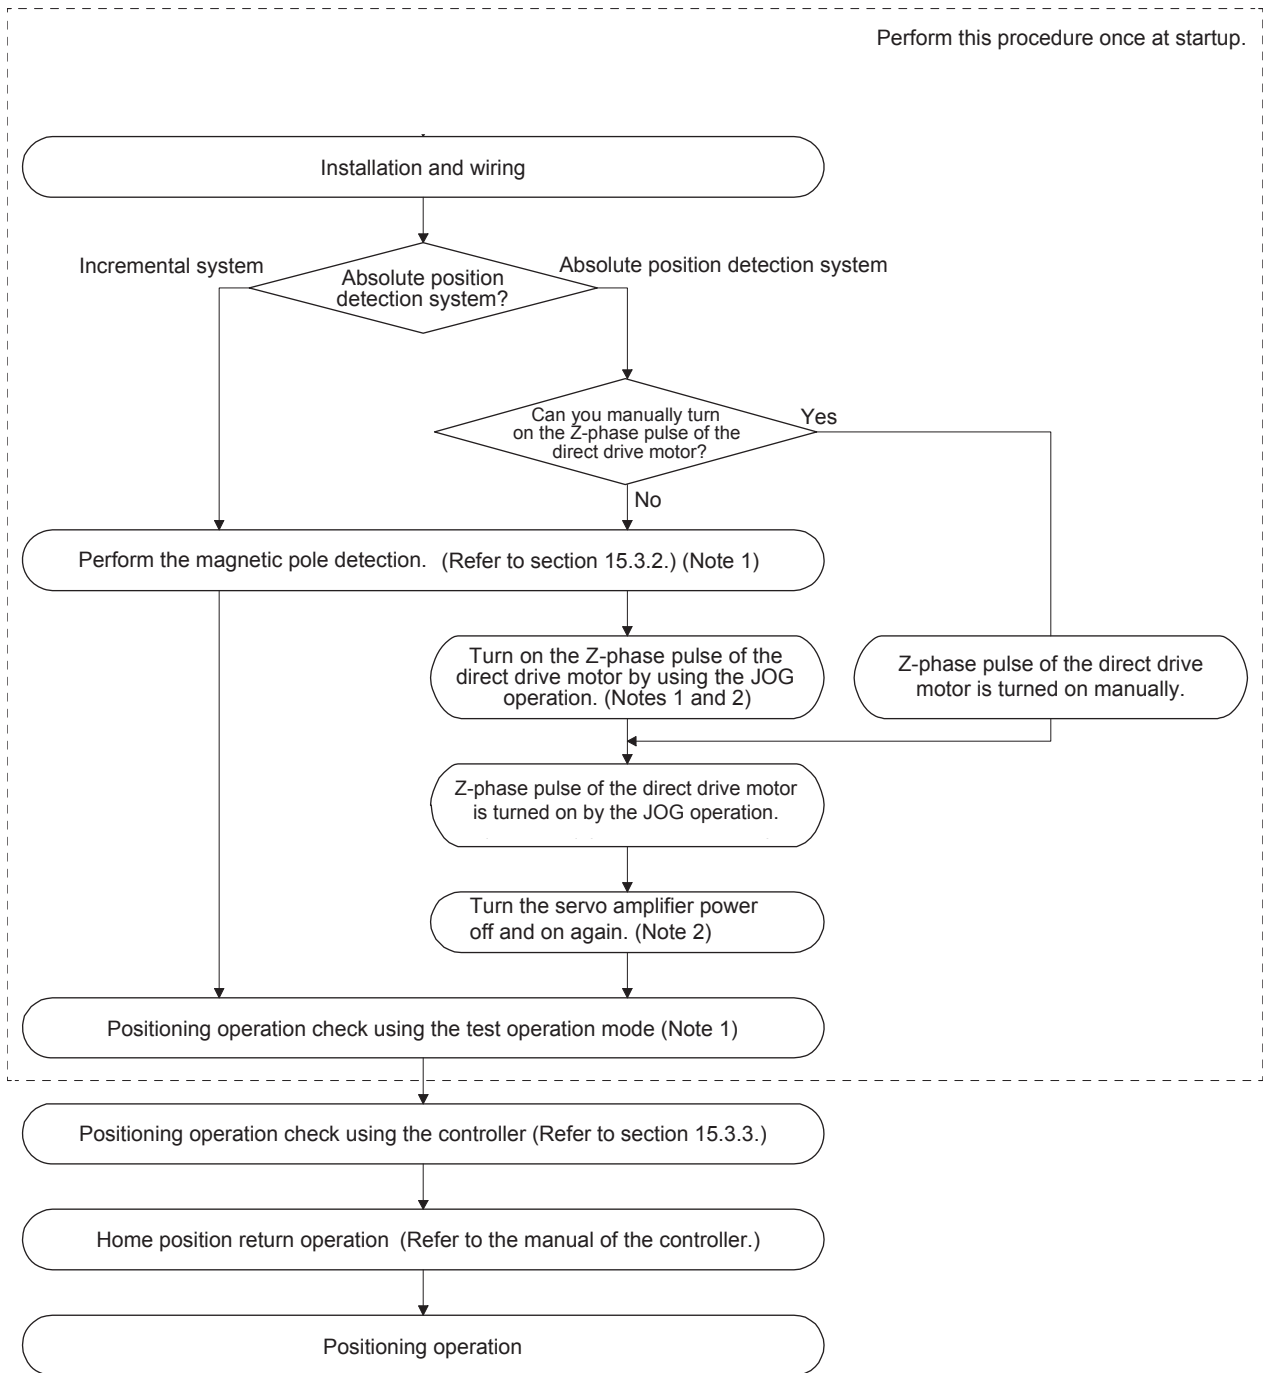 Perform this procedure once at startup.
Installation and wiring
Incremental system
Absolute position detection system
Absolute position
detection system?
Can you manually turn
on the Z-phase pulse of the
direct drive motor?
Yes
No
Perform the magnetic pole detection. (Refer to section 15.3.2.) (Note 1)
Turn on the Z-phase pulse of the
direct drive motor by using the JOG
operation. (Notes 1 and 2)
Z-phase pulse of the direct drive
motor is turned on manually.
Z-phase pulse of the direct drive motor
is turned on by the JOG operation.
Turn the servo amplifier power
off and on again. (Note 2)
Positioning operation check using the test operation mode (Note 1)
Positioning operation check using the controller (Refer to section 15.3.3.)
Home position return operation (Refer to the manual of the controller.)
Positioning operation